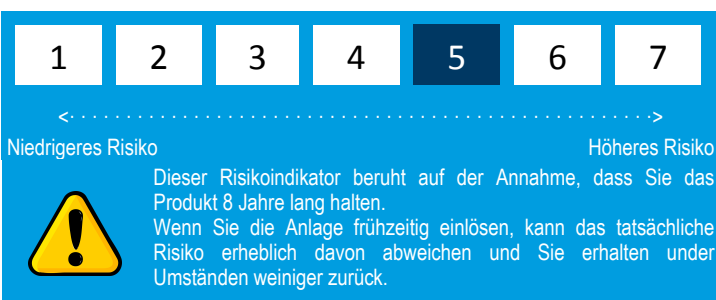 1 2 3 4 5 6 7
<· · · · · · · · · · · · · · · · · · · · · · · · · · · · · · · · · · · · · · · · · · · · · · · · · · · ·>
Niedrigeres Risiko Höheres Risiko
Dieser Risikoindikator beruht auf der Annahme, dass Sie das
Produkt 8 Jahre lang halten.
Wenn Sie die Anlage frühzeitig einlösen, kann das tatsächliche
Risiko erheblich davon abweichen und Sie erhalten under
Umständen weiniger zurück.